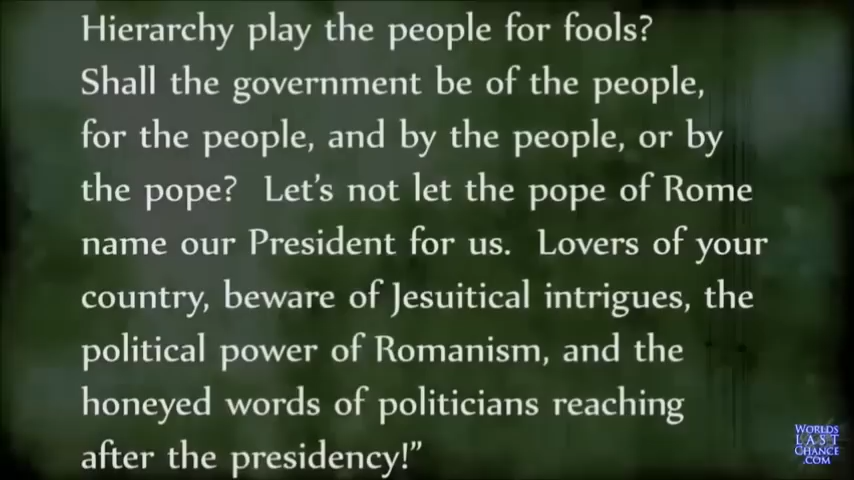 Hierarchy play the people for fools?
Shall the government be of the people,
for the people, and by the people, or by
the pope?  Let's not let the pope of Rome
name our President for us.  Lovers of your
country, beware of Jesuitical intrigues, the
political power of Romanism, and the
honeyed words of politicians reaching
after the presidency!”
WORLDS
LAST
CHANCE
.COM